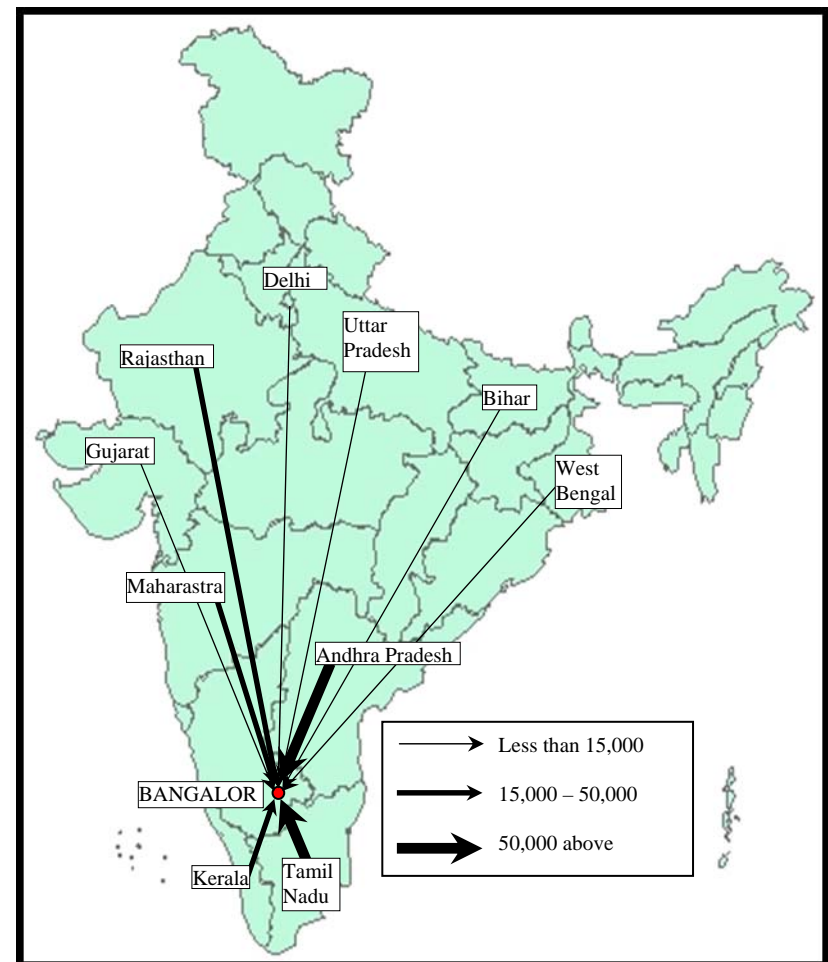 Delhi
Uttar
Pradesh
Rajasthan
Bihar
Gujarat
West
Bengal
Maharastra
Andhra Pradesh
Less than 15,000
15,000 – 50,000
50,000 above
BANGALOR
Kerala
Tamil
Nadu